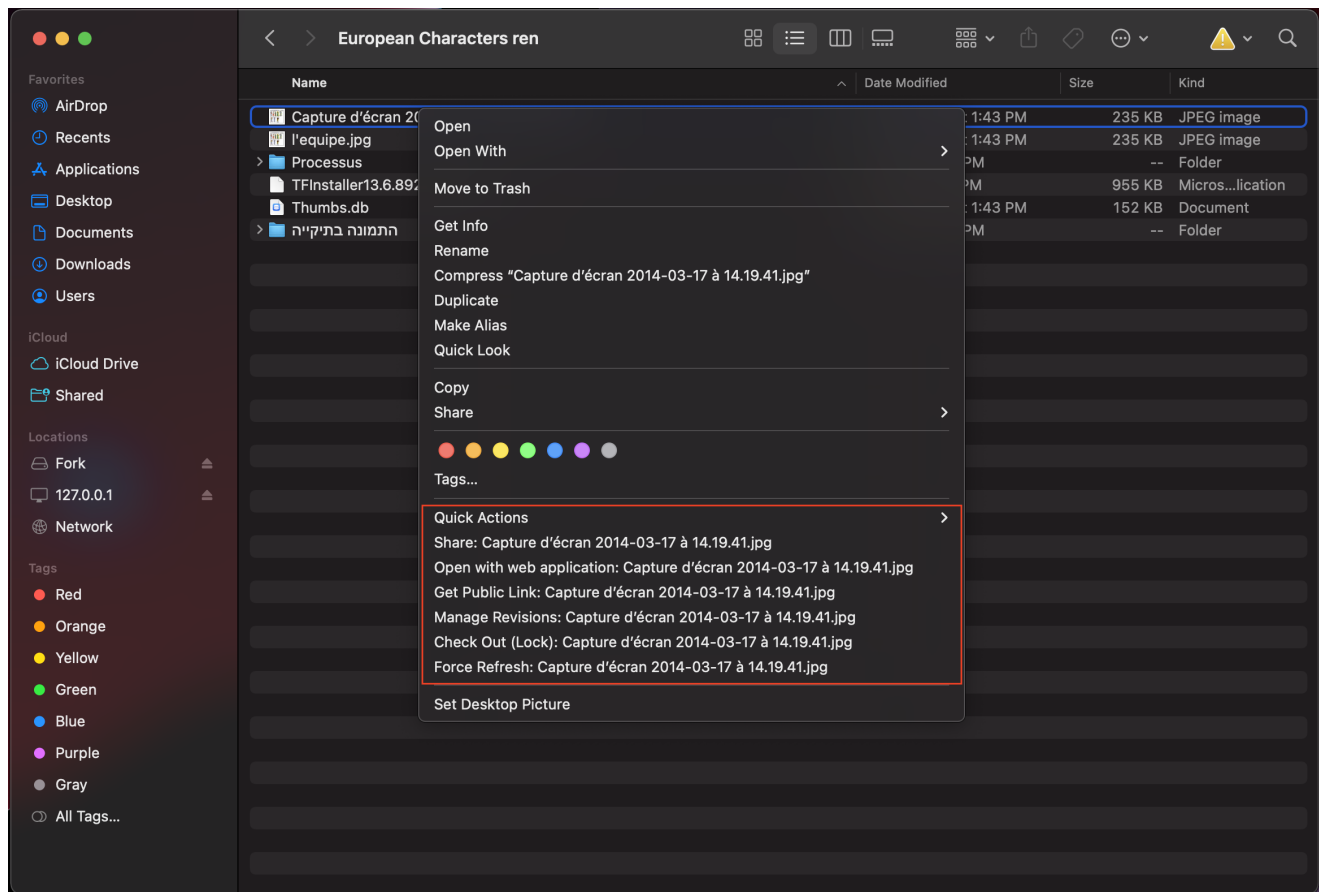 European Characters ren
Favorites
AirDrop
Recents
Applications
Desktop
Documents
Downloads
Users
iCloud
iCloud Drive
Shared
Locations
Fork
127.0.0.1
Network
Tags
Red
Orange
Yellow
Green
Blue
Purple
Gray
All Tags...
Name Date Modified Size Kind
Capture d'écran 20 1:43 PM 235 KB JPEG image
l'equipe.jpg 1:43 PM 235 KB JPEG image
Processus PM -- Folder
TFInstaller13.6.892 PM 955 KB Micros...lication
Thumbs.db 1:43 PM 152 KB Document
התמונה בתיקייה PM -- Folder
Open
Open With
Move to Trash
Get Info
Rename
Compress “Capture d’écran 2014-03-17 à 14.19.41.jpg”
Duplicate
Make Alias
Quick Look
Copy
Share
Tags...
Quick Actions
Share: Capture d’écran 2014-03-17 à 14.19.41.jpg
Open with web application: Capture d’écran 2014-03-17 à 14.19.41.jpg
Get Public Link: Capture d’écran 2014-03-17 à 14.19.41.jpg
Manage Revisions: Capture d’écran 2014-03-17 à 14.19.41.jpg
Check Out (Lock): Capture d’écran 2014-03-17 à 14.19.41.jpg
Force Refresh: Capture d’écran 2014-03-17 à 14.19.41.jpg
Set Desktop Picture